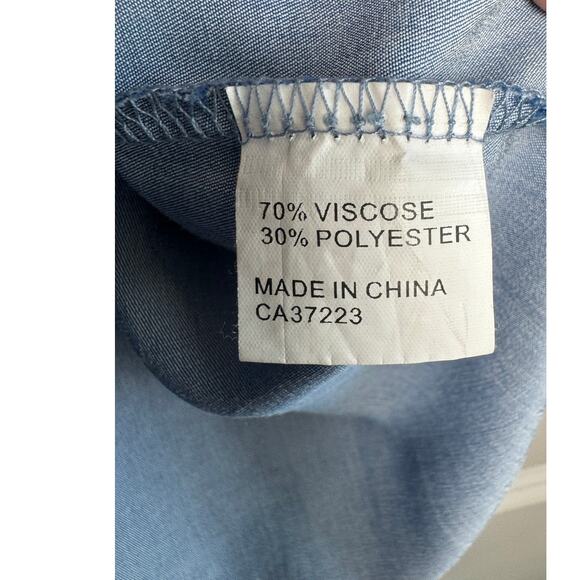 70% VISCOSE
30% POLYESTER
MADE IN CHINA
CA37223